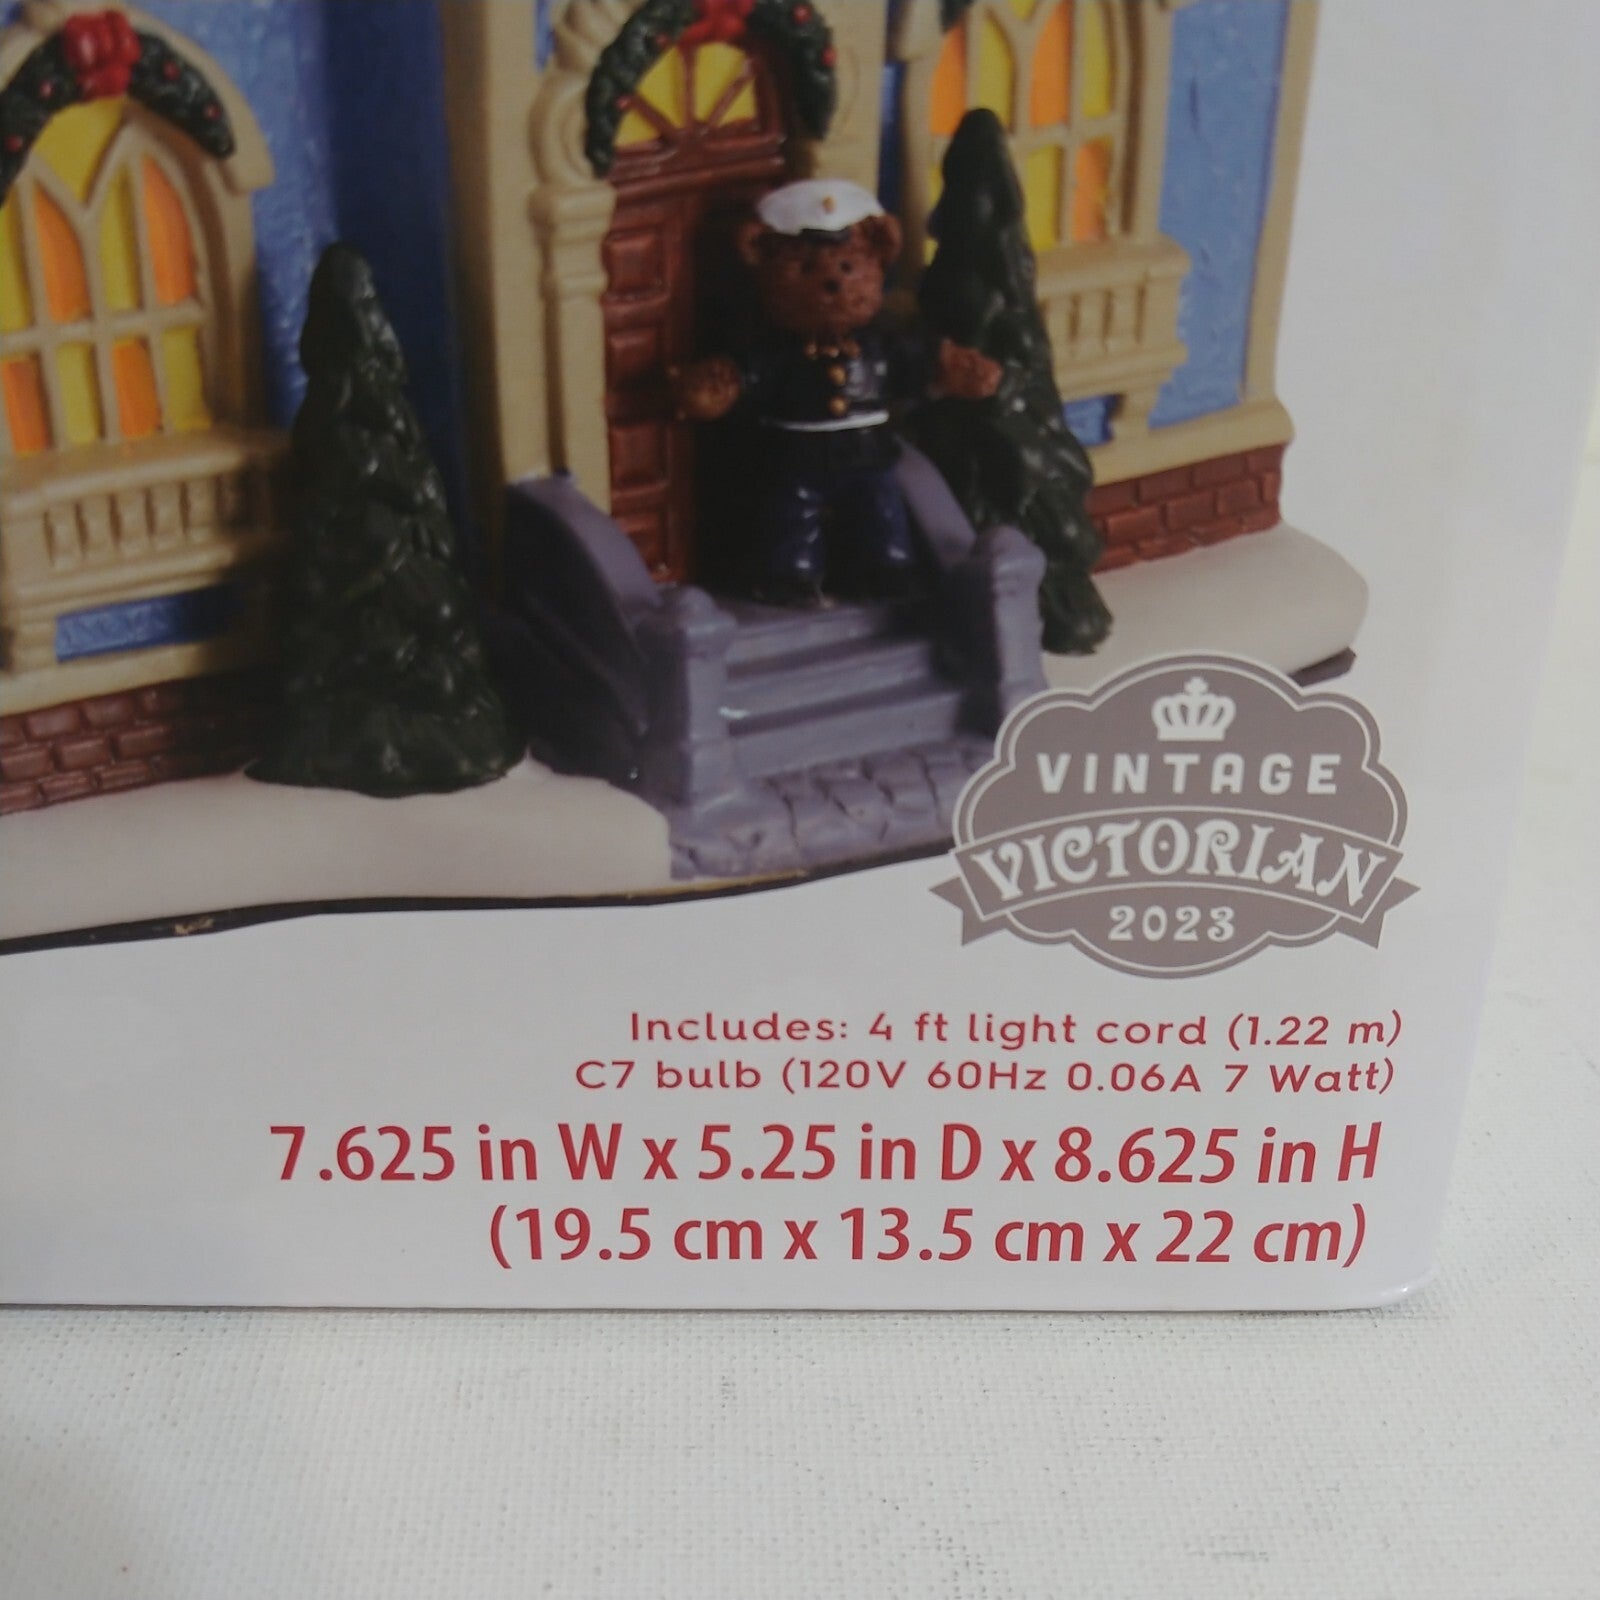 VINTAGE
VICTORIAN
2023
Includes: 4 ft light cord (1.22 m)
C7 bulb (120V 60Hz 0.06A 7 Watt)
7.625 in W x 5.25 in D x 8.625 in H
(19.5 cm x 13.5 cm x 22 cm)